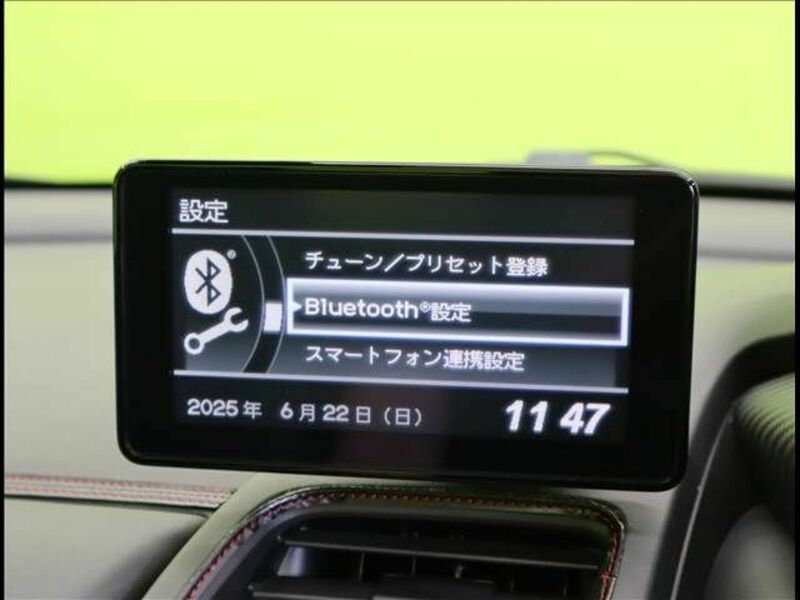 設定
チューン／プリセット登録
Bluetooth®設定
スマートフォン連携設定
2025年 6月22日（日） 11 47